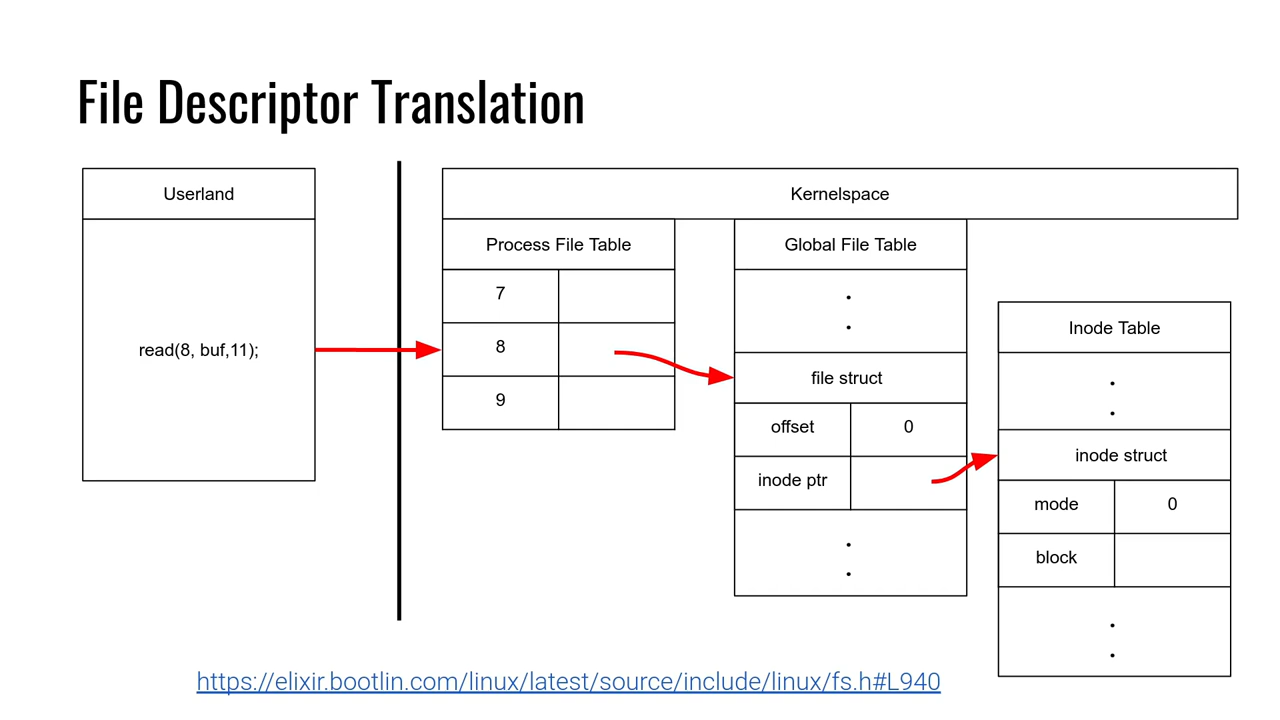 File Descriptor Translation
Userland
read(8, buf,11);
Kernelspace
Process File Table
7
8
9
Global File Table
file struct
offset 0
inode ptr
Inode Table
inode struct
mode 0
block
https://elixir.bootlin.com/linux/latest/source/include/linux/fs.h#L940